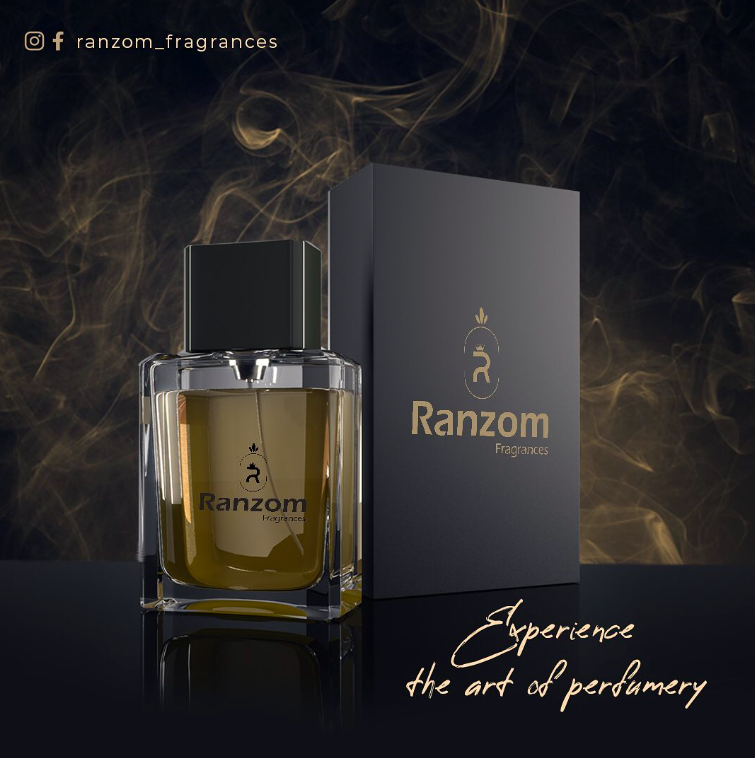 ranzom_fragrances
R
Ranzom
Fragrances
R
Ranzom
Fragrances
Experience
the art of perfumery